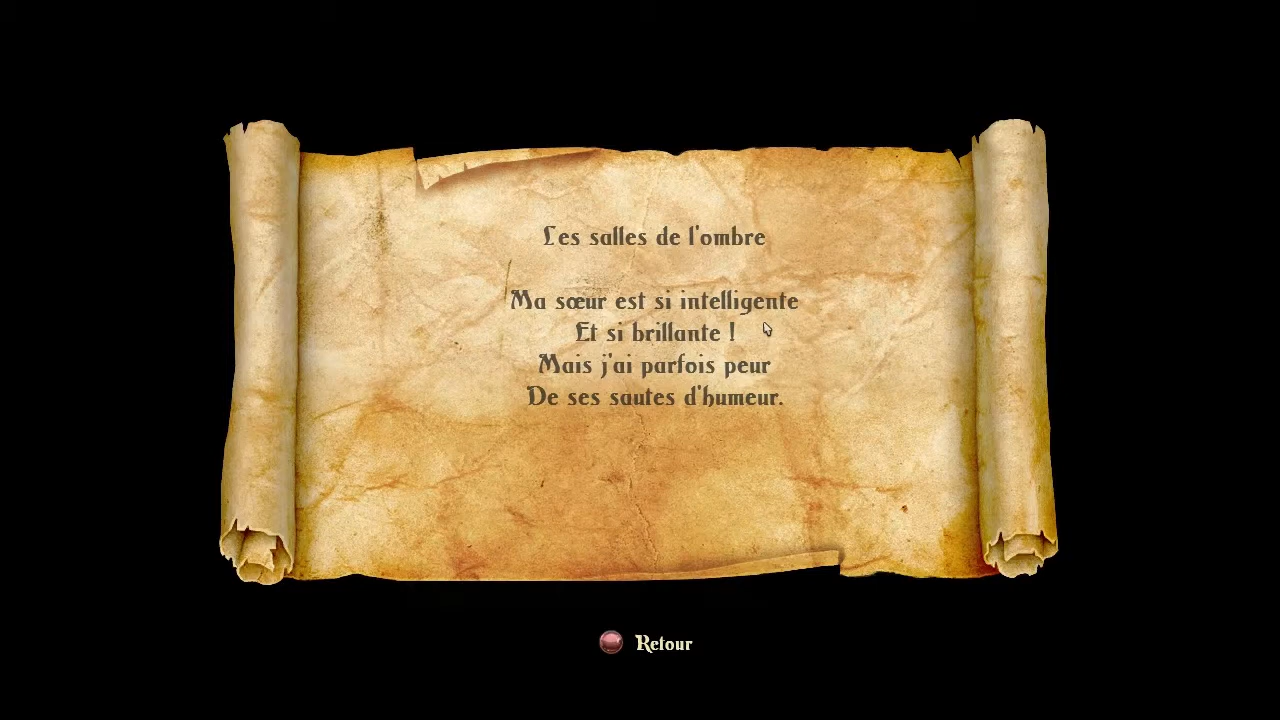 Les salles de l'ombre
Ma sœur est si intelligente
Et si brillante !
Mais j'ai parfois peur
De ses sautes d'humeur.
Retour